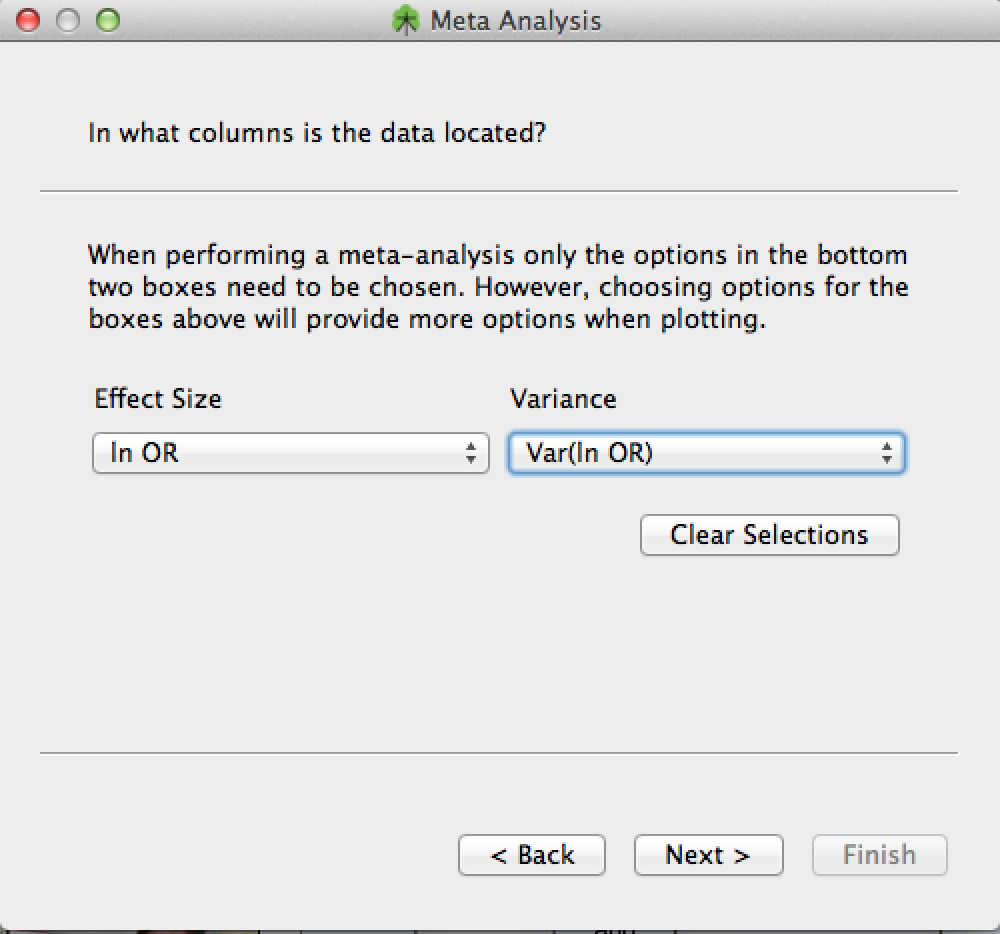 Meta Analysis
In what columns is the data located?
When performing a meta-analysis only the options in the bottom
two boxes need to be chosen. However, choosing options for the
boxes above will provide more options when plotting.
Effect Size Variance
ln OR Var(ln OR)
Clear Selections
< Back Next > Finish